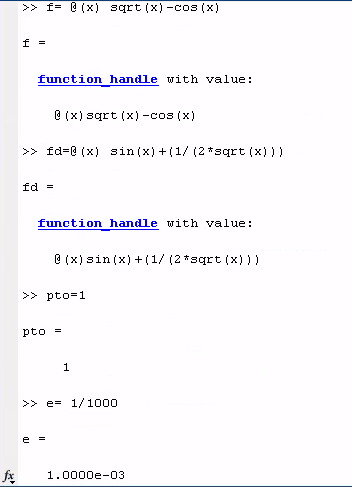 >> f= @(x) sqrt(x)-cos(x)
f =
function_handle with value:
@(x)sqrt(x)-cos(x)
>> fd=@(x) sin(x)+(1/(2*sqrt(x)))
fd =
function_handle with value:
@(x)sin(x)+(1/(2*sqrt(x)))
>> pto=1
pto =
1
>> e= 1/1000
e =
fx 1.0000e-03